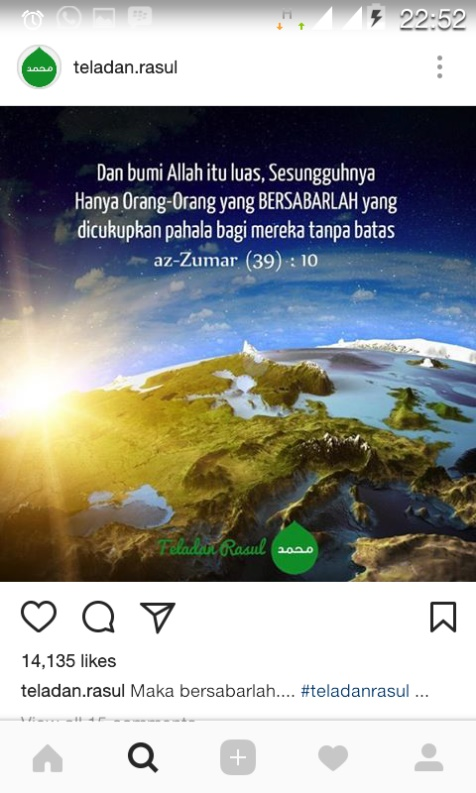 22:52
محمد
teladan.rasul
Dan bumi Allah itu luas, Sesungguhnya
Hanya Orang-Orang yang BERSABARLAH yang
dicukupkan pahala bagi mereka tanpa batas
az-Zumar (39) : 10
Teladan Rasul
محمد
14,135 likes
teladan.rasul Maka bersabarlah.... #teladanrasul ...
View all 15 comments